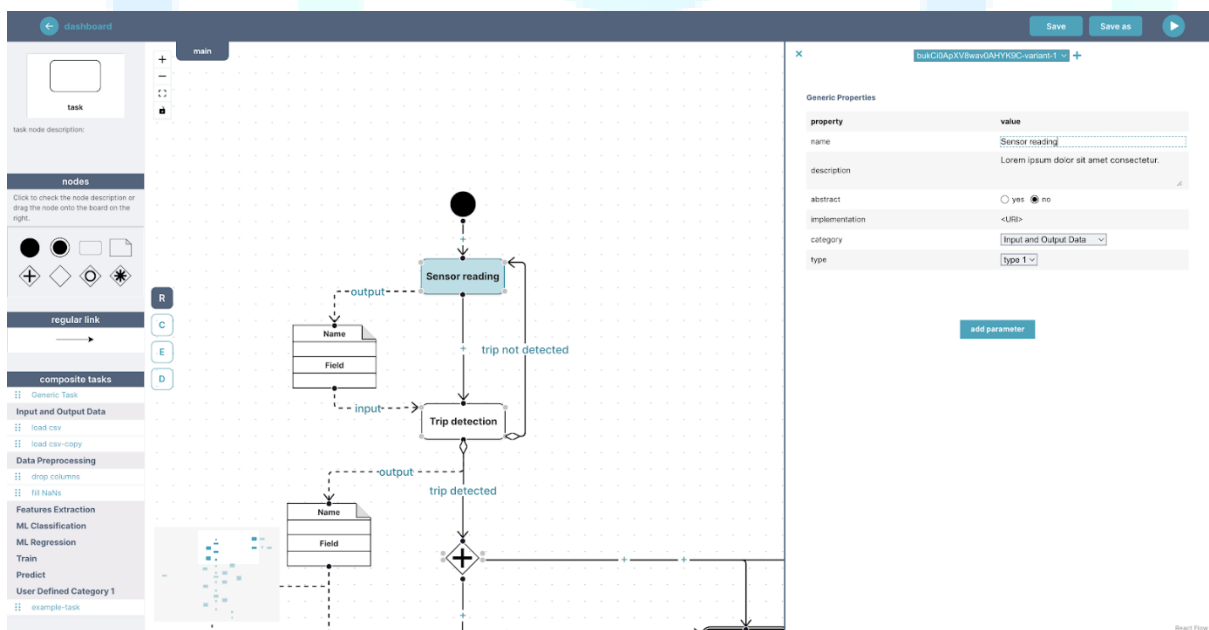 dashboard
Save
Save as
task
task node description:
nodes
Click to check the node description or
drag the node onto the board on the
right.
regular link
composite tasks
Generic Task
Input and Output Data
load csv
load csv-copy
Data Preprocessing
drop columns
fill NaNs
Features Extraction
ML Classification
ML Regression
Train
Predict
User Defined Category 1
example-task
main
R
C
E
D
Sensor reading
output
Name
Field
trip not detected
input
Trip detection
output
trip detected
Name
Field
bukCi0ApXV8wav0AHYK9C-variant-1
Generic Properties
property value
name Sensor reading
description Lorem ipsum dolor sit amet consectetur.
abstract yes no
implementation <URI>
category Input and Output Data
type type 1
add parameter
React Flow